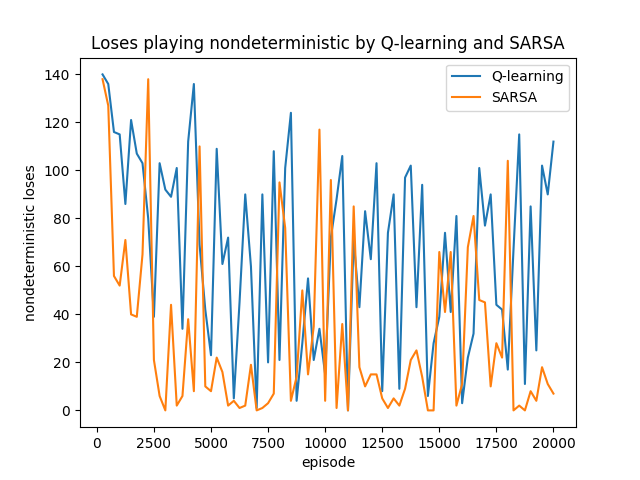 Loses playing nondeterministic by Q-learning and SARSA
Q-learning
SARSA
nondeterministic loses
140
120
100
80
60
40
20
0
0 2500 5000 7500 10000 12500 15000 17500 20000
episode